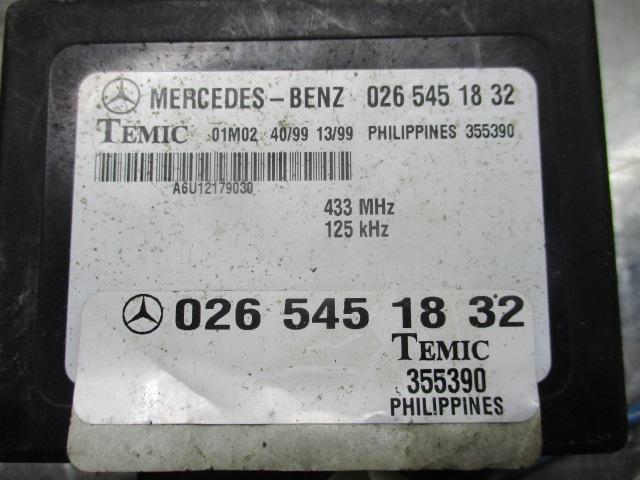 MERCEDES-BENZ 026 545 18 32
TEMIC 01M02 40/99 13/99 PHILIPPINES 355390
A6U12179030
433 MHz
125 kHz
026 545 18 32
TEMIC
355390
PHILIPPINES